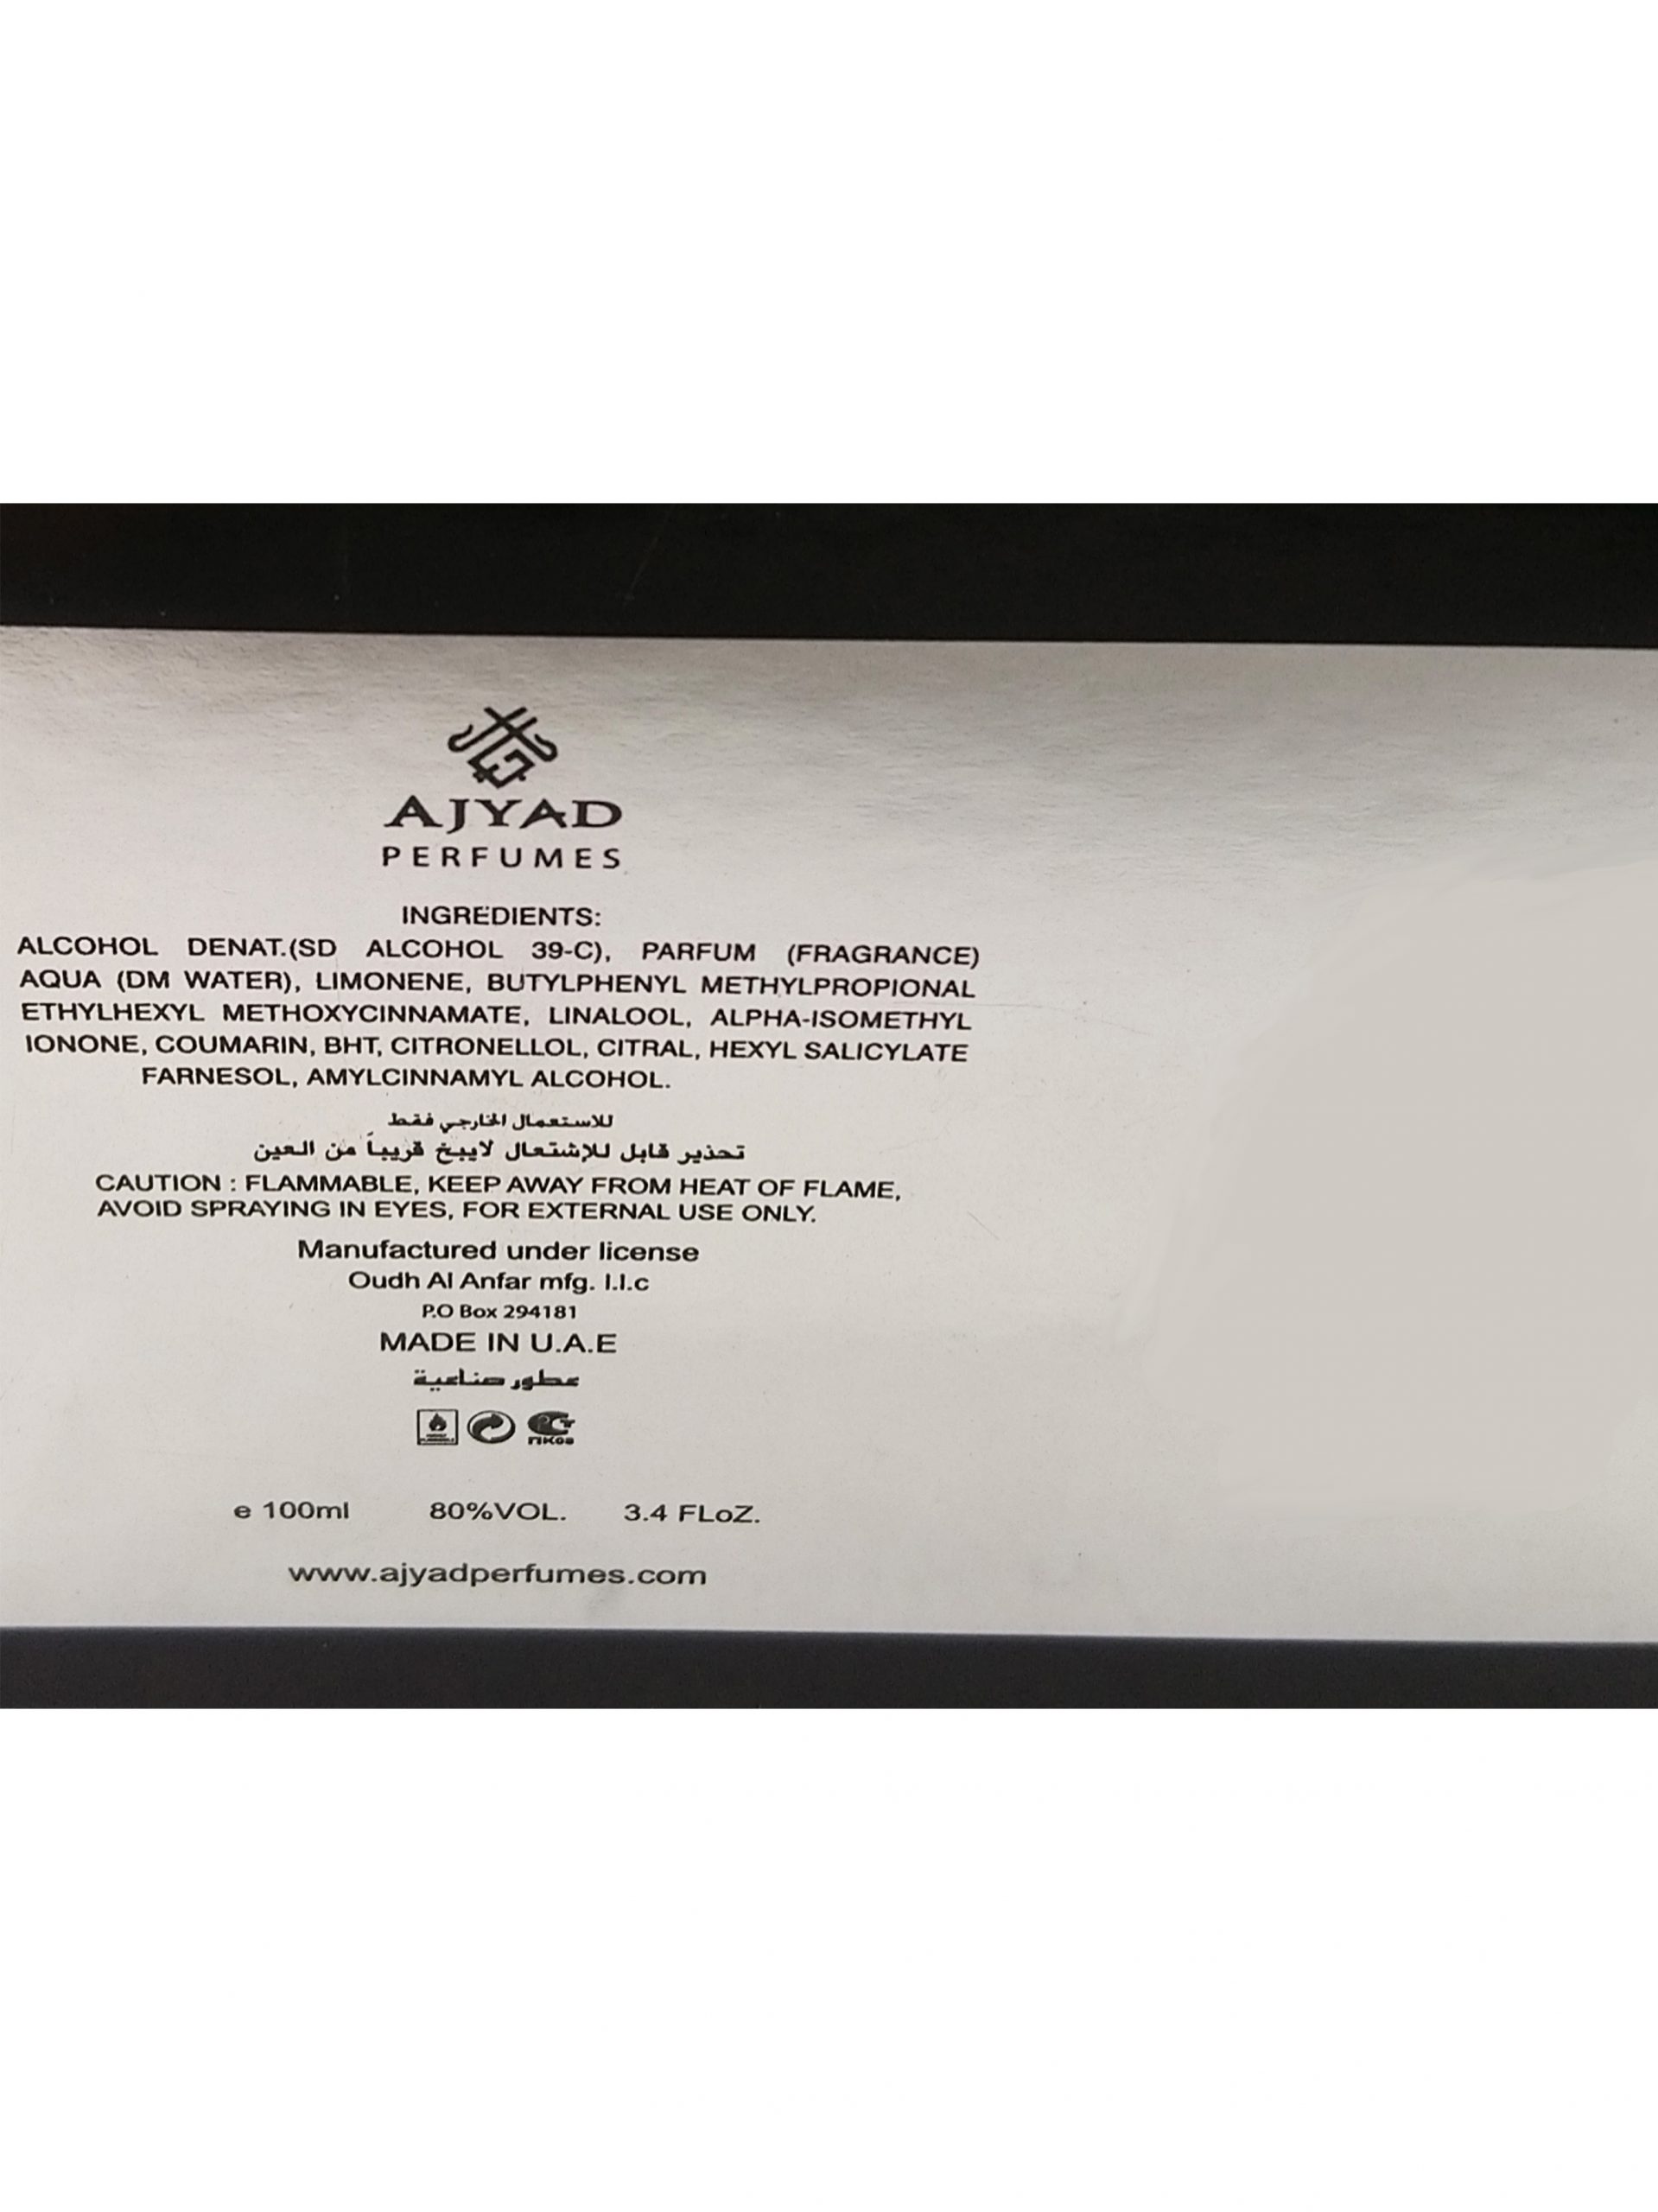 AJYAD
PERFUMES
INGREDIENTS:
ALCOHOL DENAT.(SD ALCOHOL 39-C), PARFUM (FRAGRANCE)
AQUA (DM WATER), LIMONENE, BUTYLPHENYL METHYLPROPIONAL
ETHYLHEXYL METHOXYCINNAMATE, LINALOOL, ALPHA-ISOMETHYL
IONONE, COUMARIN, BHT, CITRONELLOL, CITRAL, HEXYL SALICYLATE
FARNESOL, AMYLCINNAMYL ALCOHOL.
للاستعمال الخارجي فقط
تحذير قابل للإشتعال لايبخ قريباً من العين
CAUTION : FLAMMABLE, KEEP AWAY FROM HEAT OF FLAME,
AVOID SPRAYING IN EYES, FOR EXTERNAL USE ONLY.
Manufactured under license
Oudh Al Anfar mfg. l.l.c
P.O Box 294181
MADE IN U.A.E
عطور صناعية
e 100ml 80%VOL. 3.4 FLoZ.
www.ajyadperfumes.com